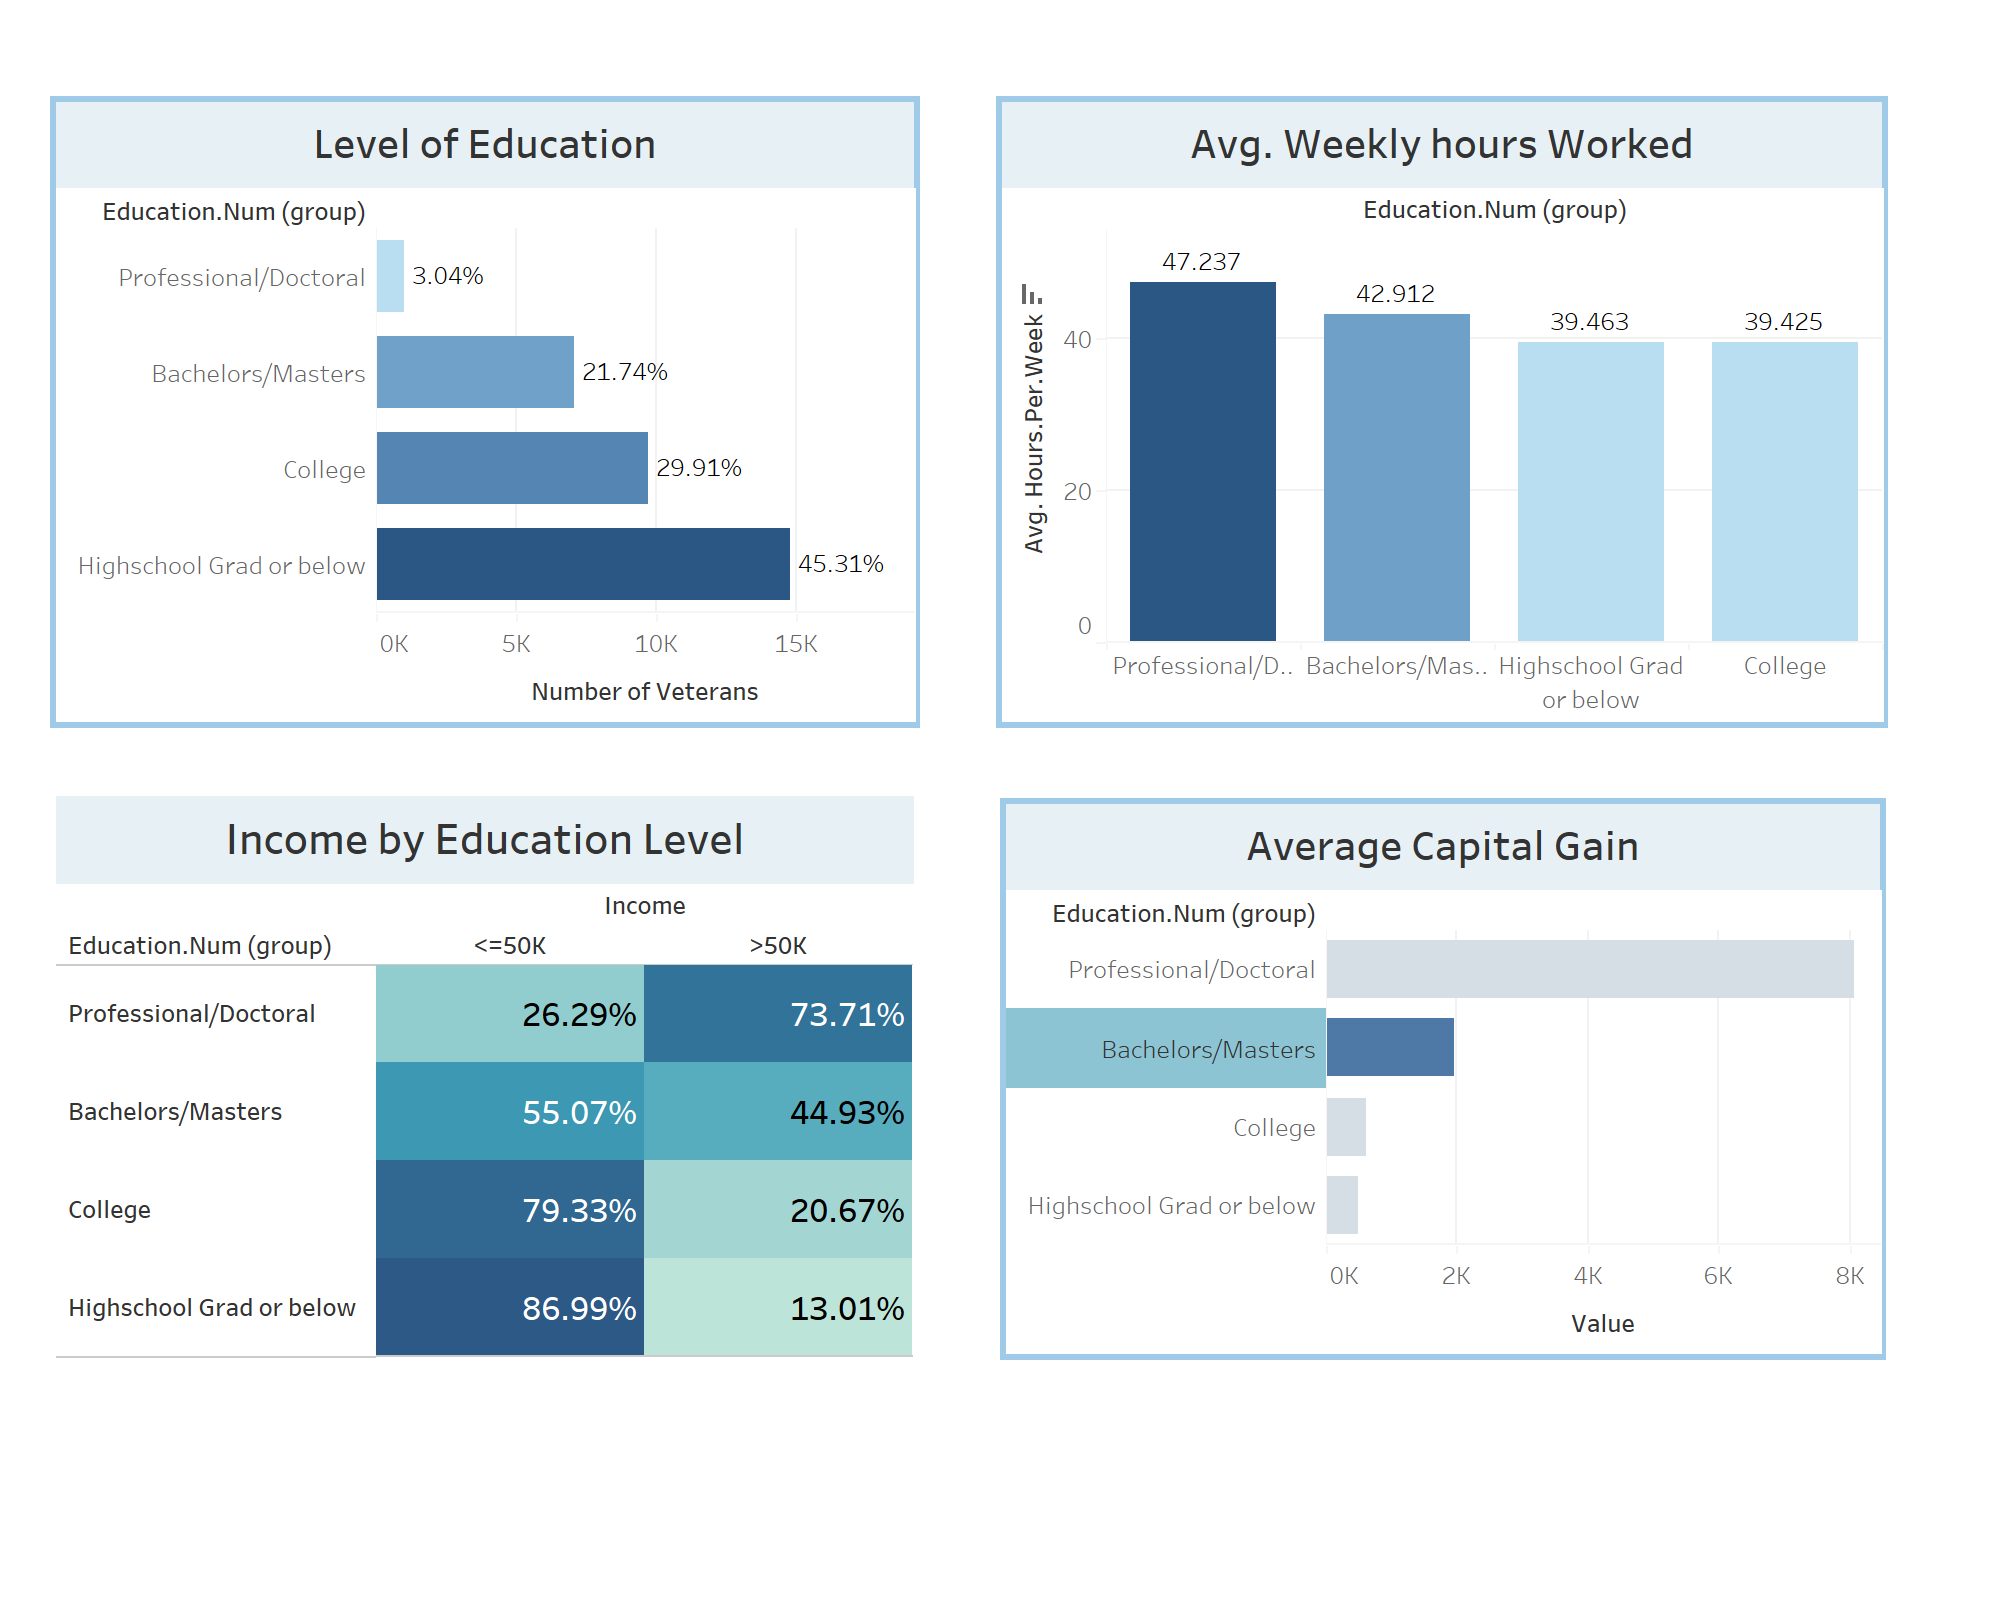 Level of Education
Education.Num (group)
Professional/Doctoral
3.04%
Bachelors/Masters
21.74%
College
29.91%
Highschool Grad or below
45.31%
0K 5K 10K 15K
Number of Veterans
Avg. Weekly hours Worked
Education.Num (group)
Avg. Hours.Per.Week
40
20
0
47.237
42.912
39.463
39.425
Professional/D.. Bachelors/Mas.. Highschool Grad College
or below
Income by Education Level
Income
Education.Num (group) <=50K >50K
Professional/Doctoral 26.29% 73.71%
Bachelors/Masters 55.07% 44.93%
College 79.33% 20.67%
Highschool Grad or below 86.99% 13.01%
Average Capital Gain
Education.Num (group)
Professional/Doctoral
Bachelors/Masters
College
Highschool Grad or below
0K 2K 4K 6K 8K
Value